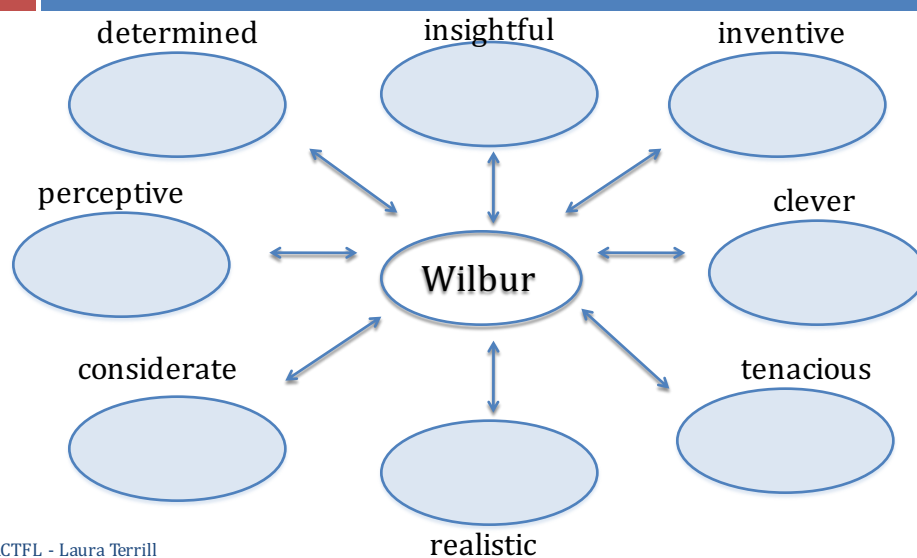 determined
insightful
inventive
perceptive
clever
Wilbur
considerate
tenacious
realistic
CTFL - Laura Terrill